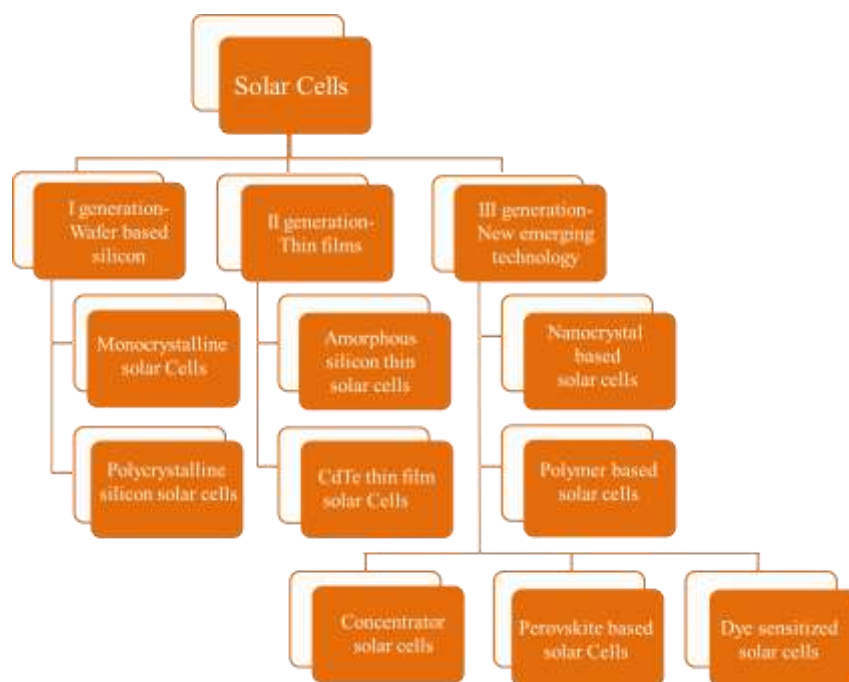 Solar Cells
I generation-
Wafer based
silicon
II generation-
Thin films
III generation-
New emerging
technology
Monocrystalline
solar Cells
Amorphous
silicon thin
solar cells
Nanocrystal
based
solar cells
Polycrystalline
silicon solar cells
CdTe thin film
solar Cells
Polymer based
solar cells
Concentrator
solar cells
Perovskite based
solar Cells
Dye sensitized
solar cells